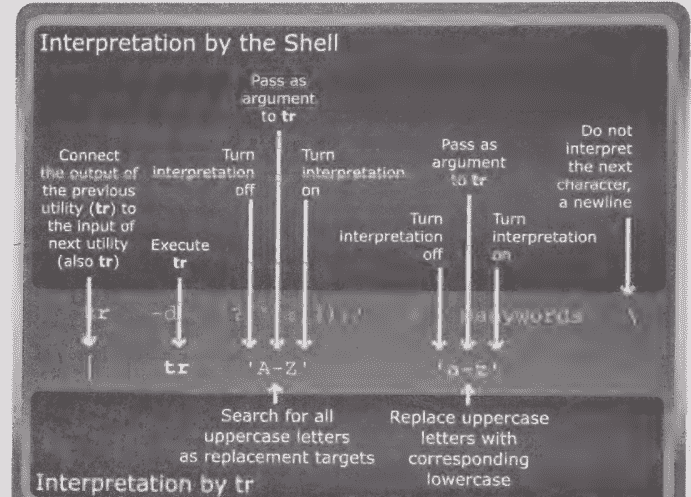 Interpretation by the Shell
Pass as
argument
to tr
Connect
the output of
the previous
utility (tr) to
the input of
next utility
(also tr)
Execute
tr
Turn
interpretation
off
Turn
interpretation
on
Pass as
argument
to tr
Turn
interpretation
off
Turn
interpretation
on
Do not
interpret
the next
character,
a newline
-d manywords \
| tr 'A-Z' 'a-z'
Search for all
uppercase letters
as replacement targets
Replace uppercase
letters with
corresponding
lowercase
Interpretation by tr